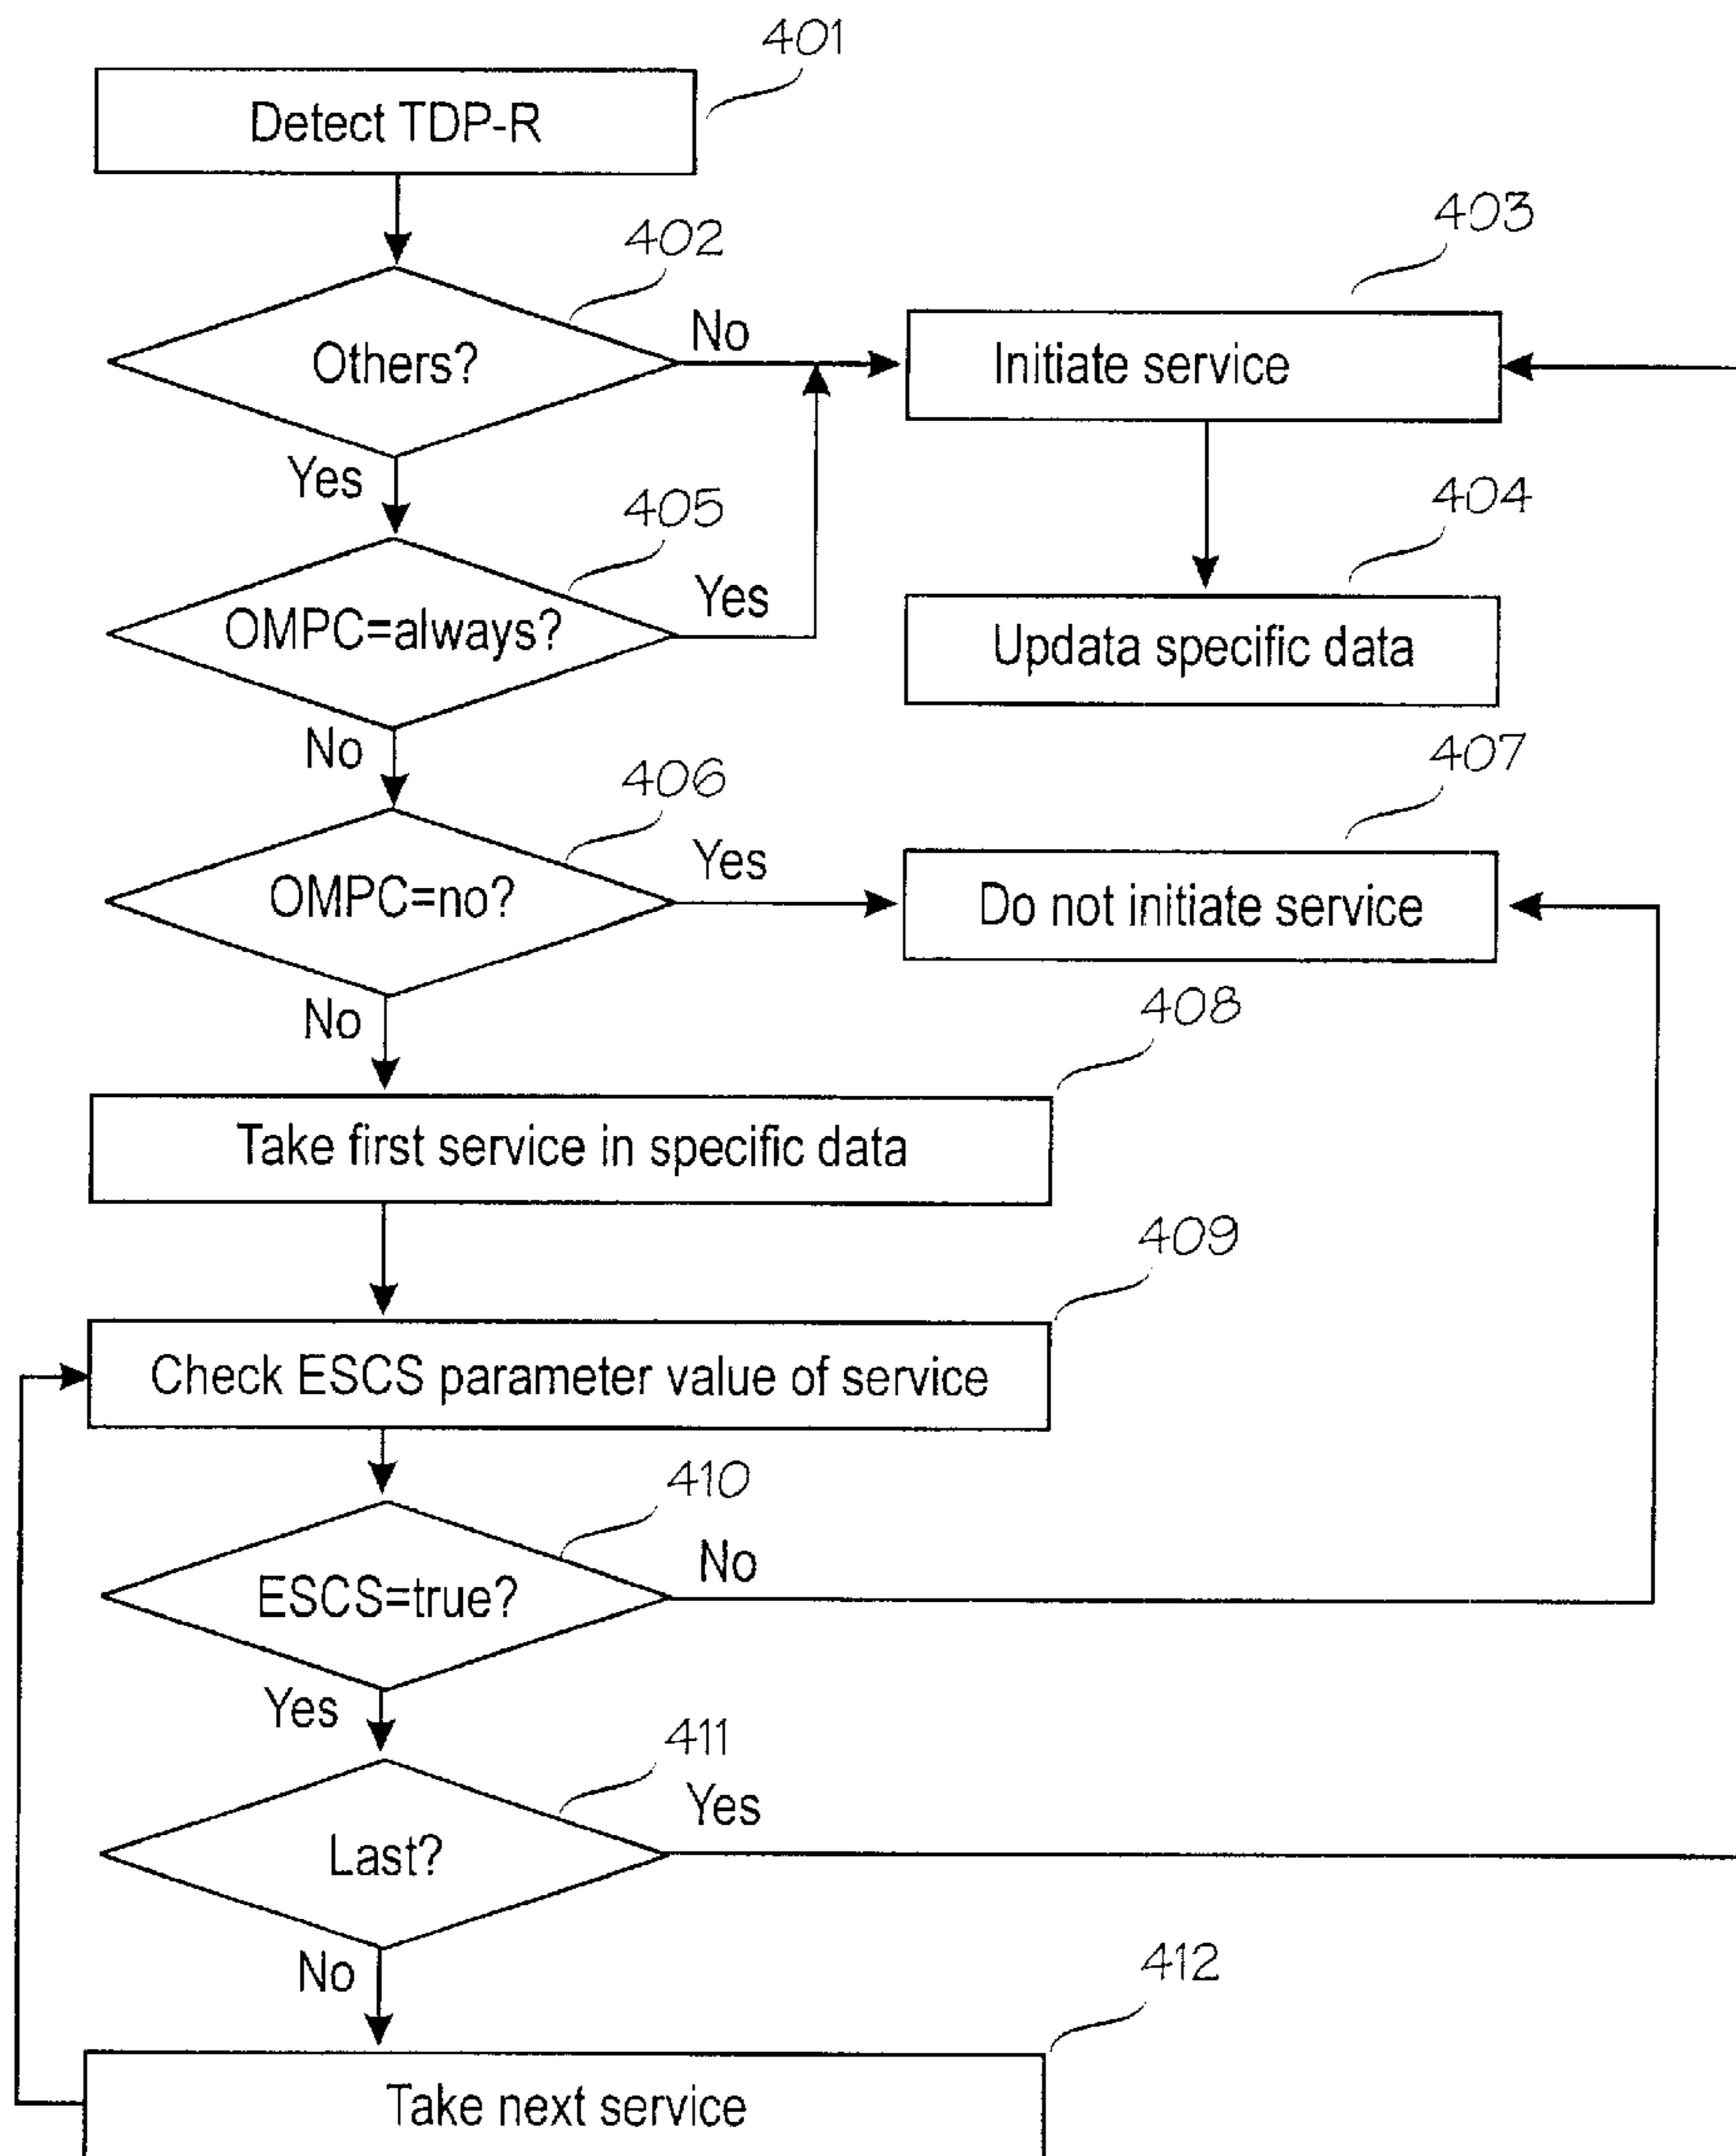 401
Detect TDP-R
402
Others?
No
Yes
403
Initiate service
404
Updata specific data
405
OMPC=always?
Yes
No
406
OMPC=no?
Yes
No
407
Do not initiate service
408
Take first service in specific data
409
Check ESCS parameter value of service
410
ESCS=true?
No
Yes
411
Last?
Yes
No
412
Take next service